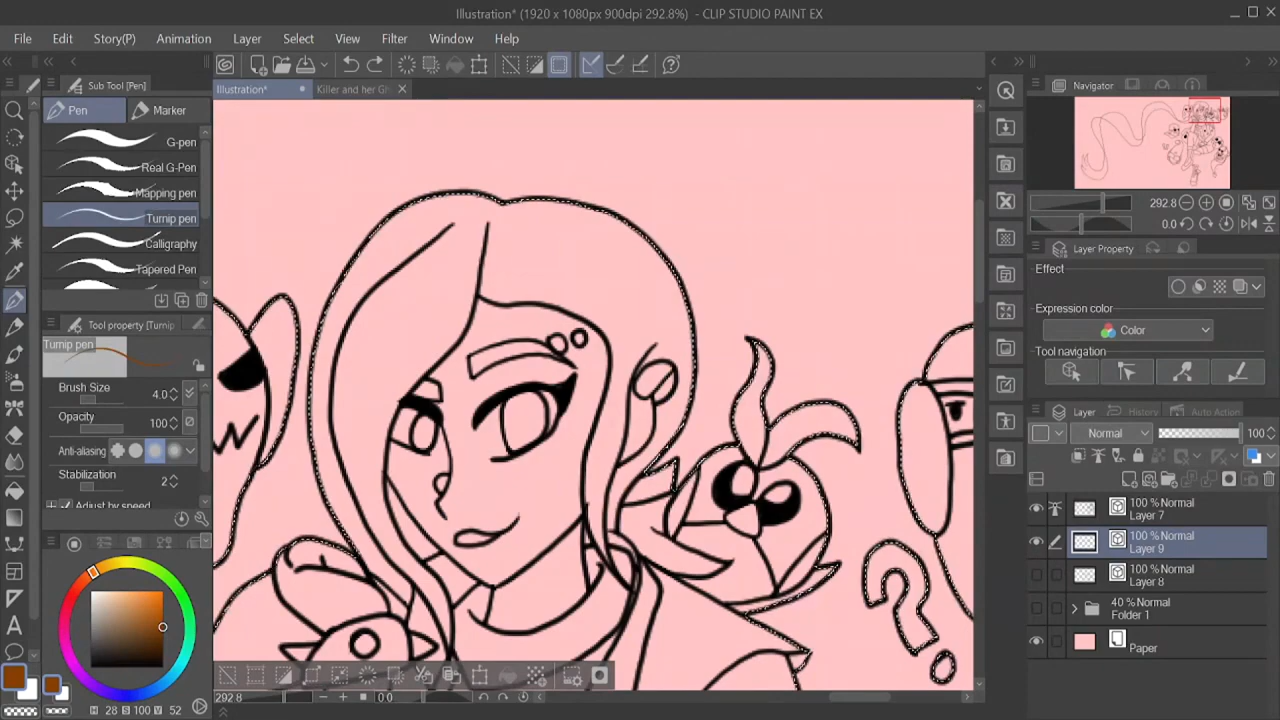 Illustration* (1920 x 1080px 900dpi 292.8%) - CLIP STUDIO PAINT EX
File Edit Story(P) Animation Layer Select View Filter Window Help
Sub Tool [Pen]
Illustration* Killer and her Gh
Pen Marker
G-pen
Real G-Pen
Mapping pen
Turnip pen
Calligraphy
Tapered Pen
Tool property [Turnip
Turnip pen
Brush Size 4.0
Opacity 100
Anti-aliasing
Stabilization 2
Adjust by speed
H 28 S 100 V 52
292.8 0.0
Navigator
292.8
0.0
Layer Property
Effect
Expression color
Color
Tool navigation
Layer History Auto Action
Normal 100
100 %Normal
Layer 7
100 %Normal
Layer 9
100 %Normal
Layer 8
40 %Normal
Folder 1
Paper